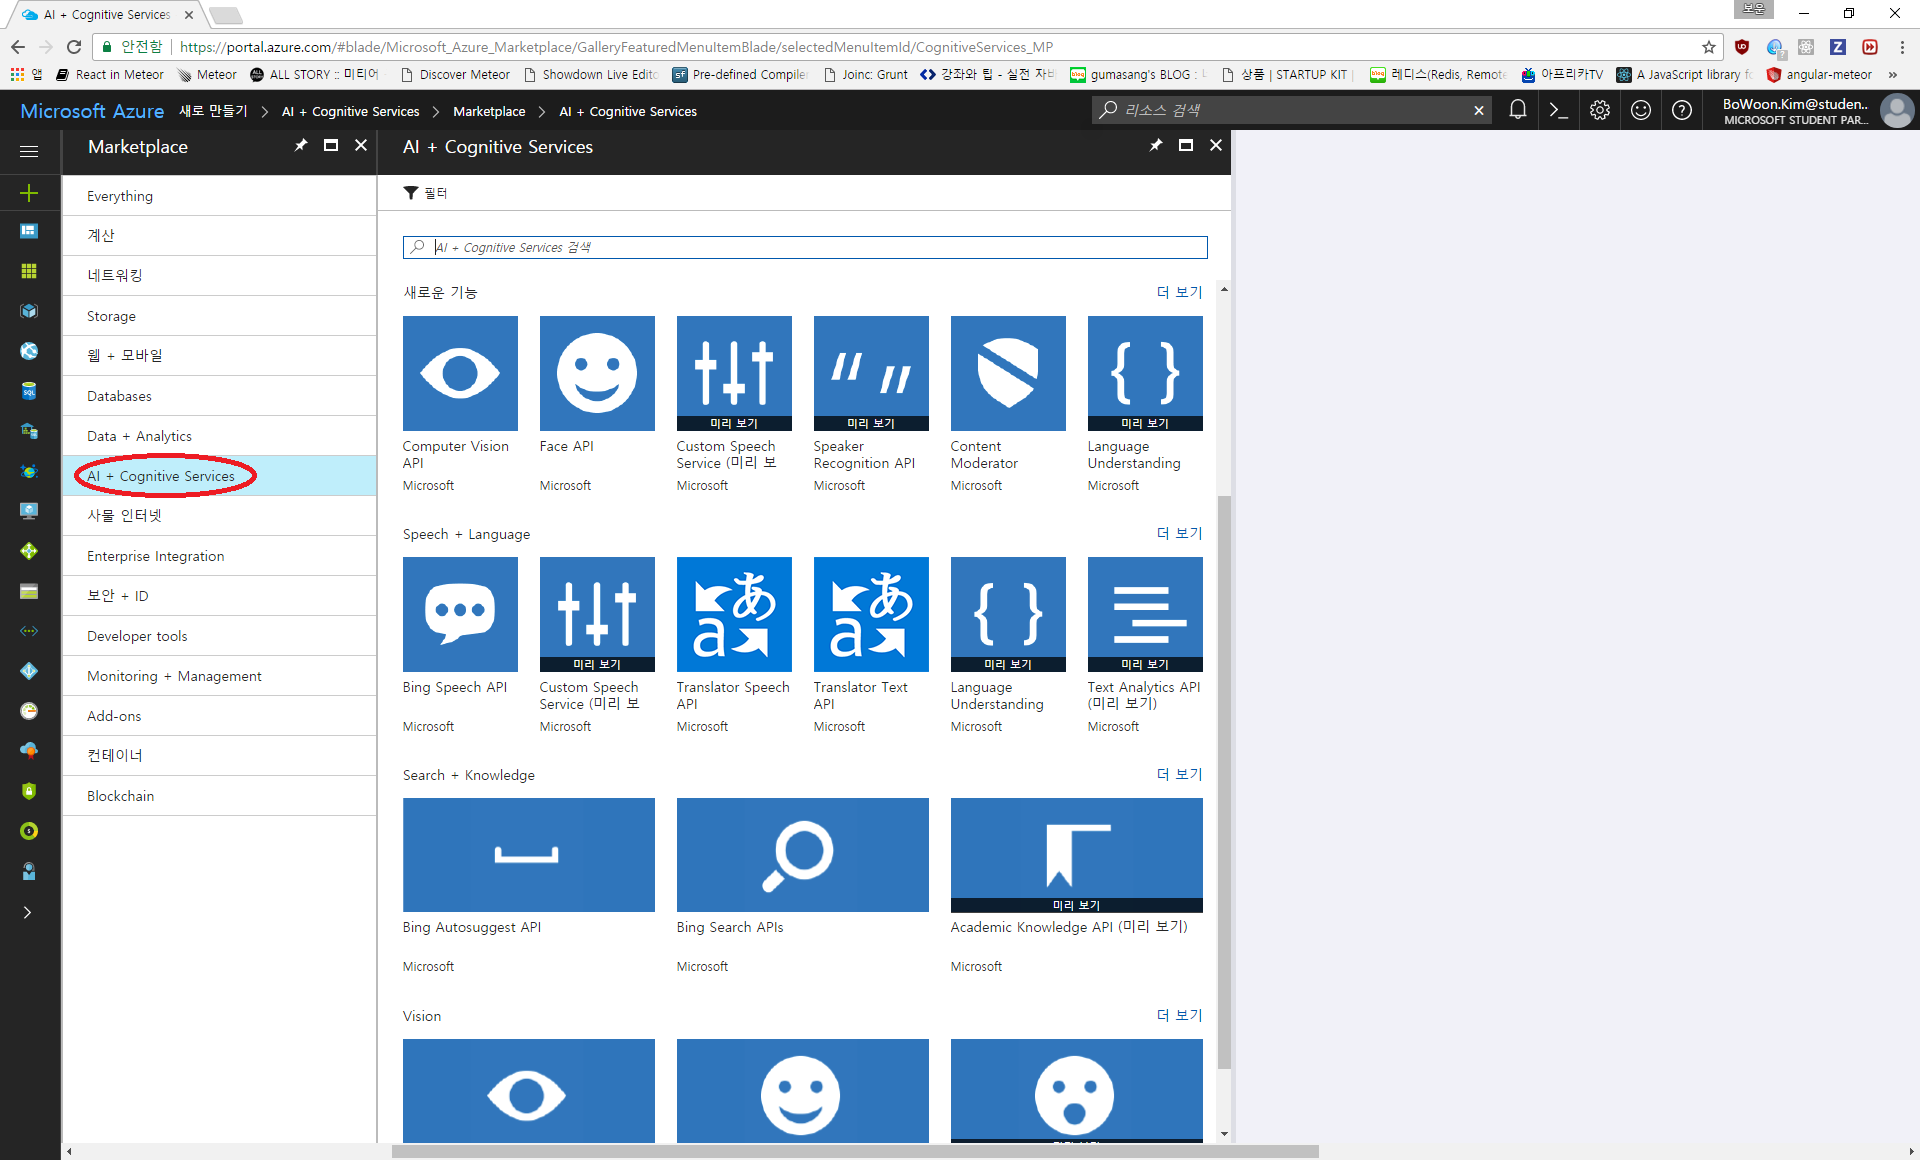 AI + Cognitive Services
보운
안전함
https://portal.azure.com/#blade/Microsoft_Azure_Marketplace/GalleryFeaturedMenuItemBlade/selectedMenuItemId/CognitiveServices_MP
앱 React in Meteor Meteor ALL STORY :: 미티어 Discover Meteor Showdown Live Edit Pre-defined Compiler Joinc: Grunt 강좌와 팁 - 실전 자바 gumasang's BLOG : 상품 | STARTUP KIT | 레디스(Redis, Remote 아프리카TV A JavaScript library fo angular-meteor »
Microsoft Azure 새로 만들기 > AI + Cognitive Services > Marketplace > AI + Cognitive Services
리소스 검색
BoWoon.Kim@studen..
MICROSOFT STUDENT PAR...
Marketplace
Everything
계산
네트워킹
Storage
웹 + 모바일
Databases
Data + Analytics
AI + Cognitive Services
사물 인터넷
Enterprise Integration
보안 + ID
Developer tools
Monitoring + Management
Add-ons
컨테이너
Blockchain
AI + Cognitive Services
필터
AI + Cognitive Services 검색
새로운 기능 더 보기
미리 보기 미리 보기 미리 보기
Computer Vision API
Microsoft
Face API
Microsoft
Custom Speech Service (미리 보
Microsoft
Speaker Recognition API
Microsoft
Content Moderator
Microsoft
Language Understanding
Microsoft
Speech + Language 더 보기
SQL
あ a あ a
미리 보기 미리 보기 미리 보기
Bing Speech API
Microsoft
Custom Speech Service (미리 보
Microsoft
Translator Speech API
Microsoft
Translator Text API
Microsoft
Language Understanding
Microsoft
Text Analytics API (미리 보기)
Microsoft
Search + Knowledge 더 보기
미리 보기
Bing Autosuggest API
Microsoft
Bing Search APIs
Microsoft
Academic Knowledge API (미리 보기)
Microsoft
Vision 더 보기